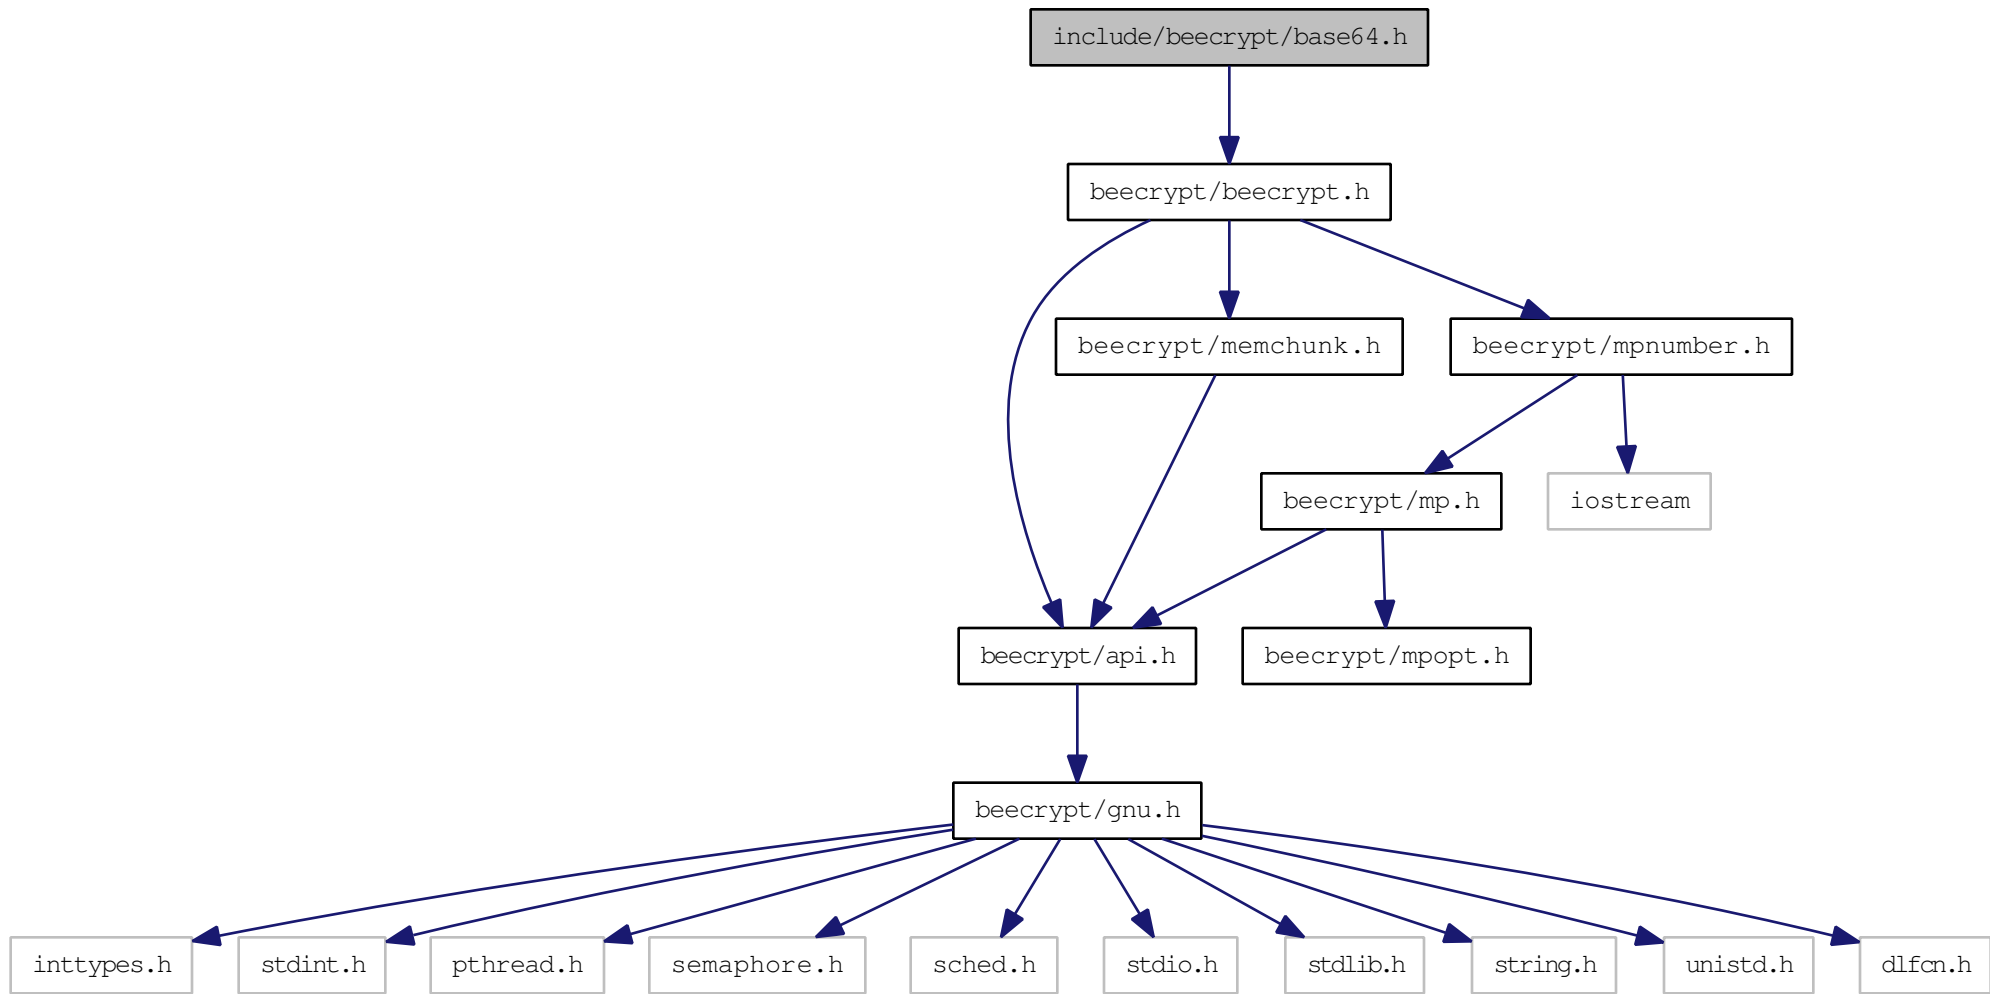 include/beecrypt/base64.h
beecrypt/beecrypt.h
beecrypt/memchunk.h
beecrypt/mpnumber.h
beecrypt/mp.h
iostream
beecrypt/api.h
beecrypt/mpopt.h
beecrypt/gnu.h
inttypes.h
stdint.h
pthread.h
semaphore.h
sched.h
stdio.h
stdlib.h
string.h
unistd.h
dlfcn.h